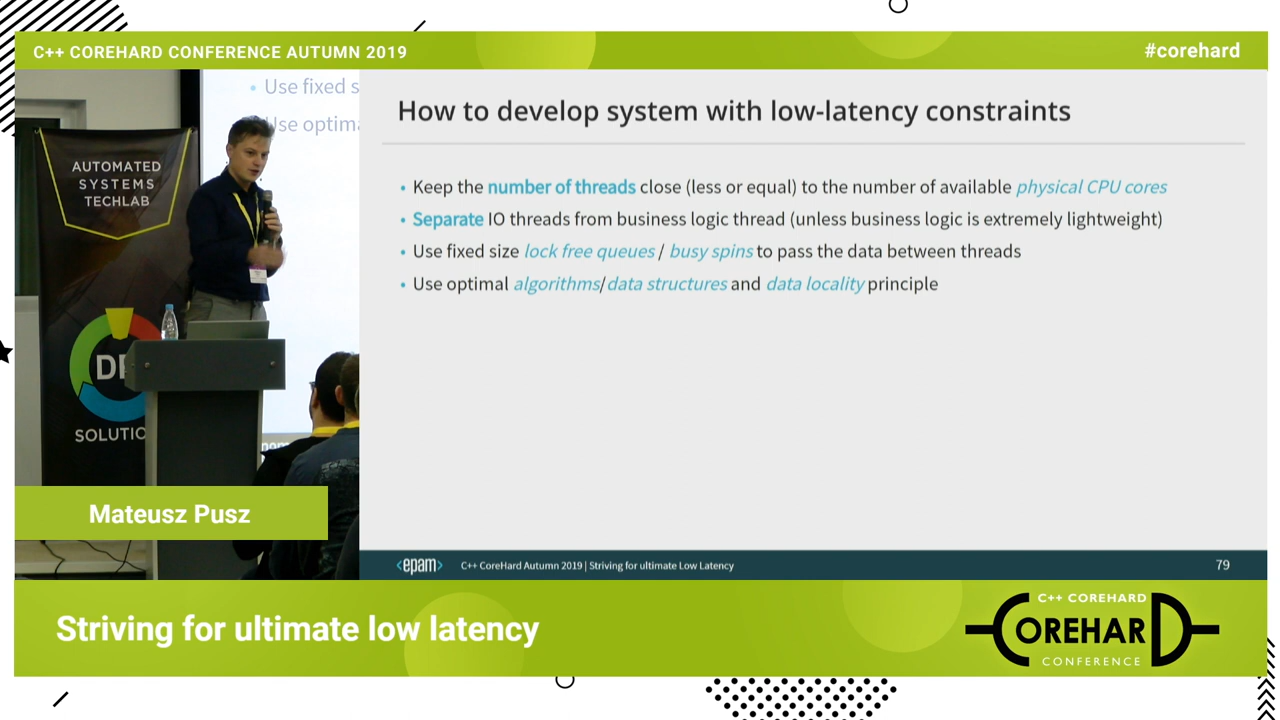 C++ COREHARD CONFERENCE AUTUMN 2019
#corehard
Use fixed s
Use optima
AUTOMATED
SYSTEMS
TECHLAB
SOLUTIO
Mateusz Pusz
How to develop system with low-latency constraints
• Keep the number of threads close (less or equal) to the number of available physical CPU cores
• Separate IO threads from business logic thread (unless business logic is extremely lightweight)
• Use fixed size lock free queues / busy spins to pass the data between threads
• Use optimal algorithms/data structures and data locality principle
<epam>
C++ CoreHard Autumn 2019 | Striving for ultimate Low Latency
79
Striving for ultimate low latency
C++ COREHARD
COREHARD
CONFERENCE